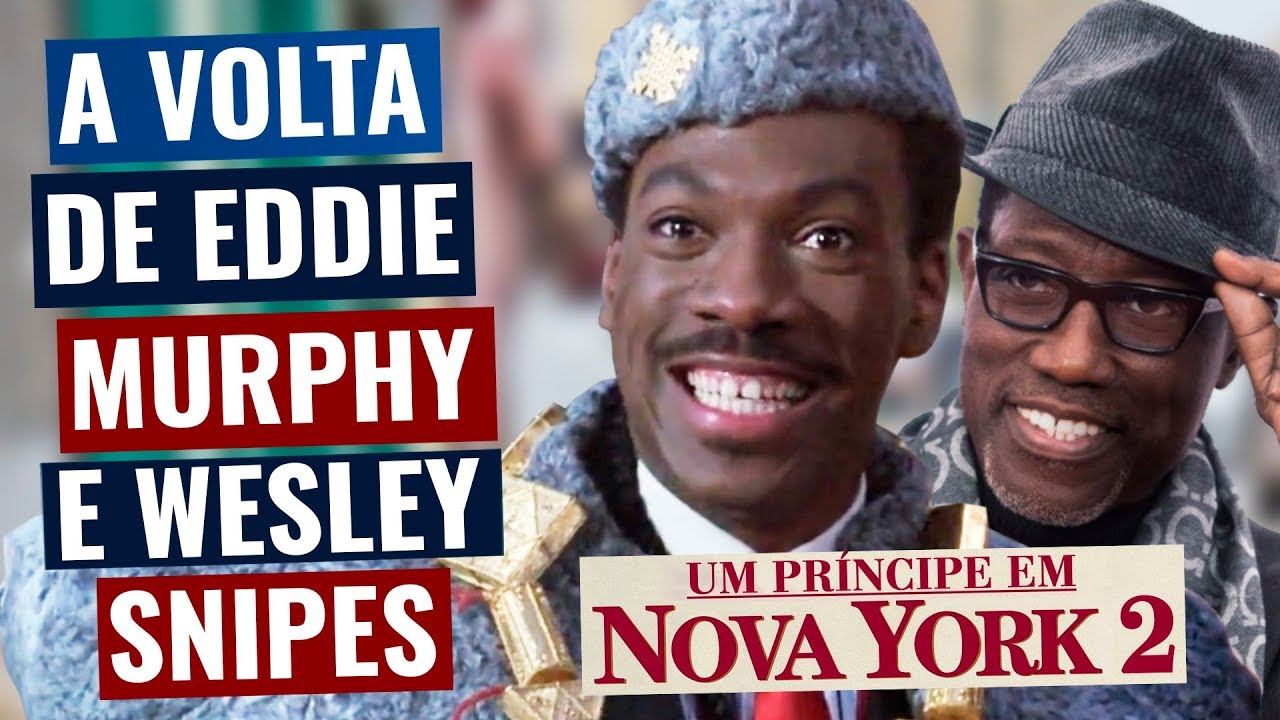 A VOLTA
DE EDDIE
MURPHY
E WESLEY
SNIPES
UM PRÍNCIPE EM
NOVA YORK 2